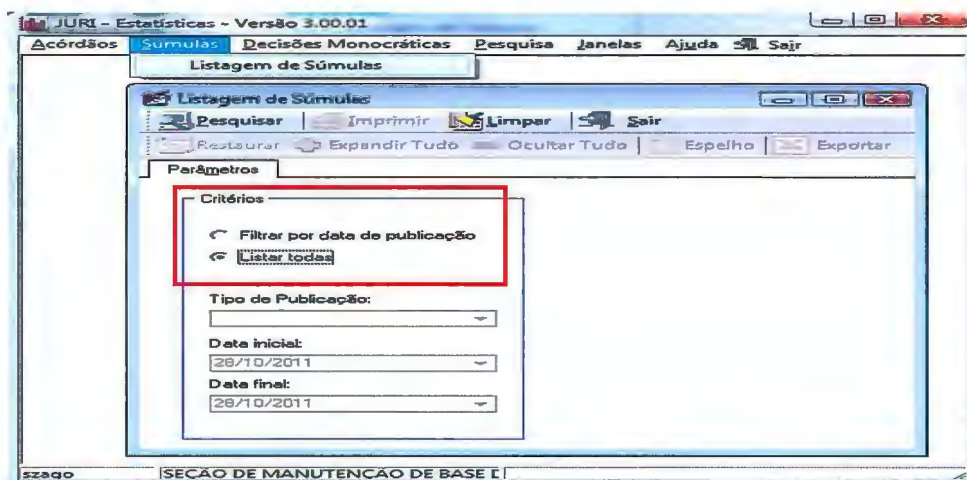 JURI - Estatísticas - Versão 3.00.01
Acórdãos Súmulas Decisões Monocráticas Pesquisa Janelas Ajuda Sair
Listagem de Súmulas
Listagem de Súmulas
Pesquisar Imprimir Limpar Sair
Restaurar Expandir Tudo Ocultar Tudo Espelho Exportar
Parâmetros
Critérios
Filtrar por data de publicação
Listar todas
Tipo de Publicação:
Data inicial:
28/10/2011
Data final:
28/10/2011
szago SEÇÃO DE MANUTENÇÃO DE BASE D